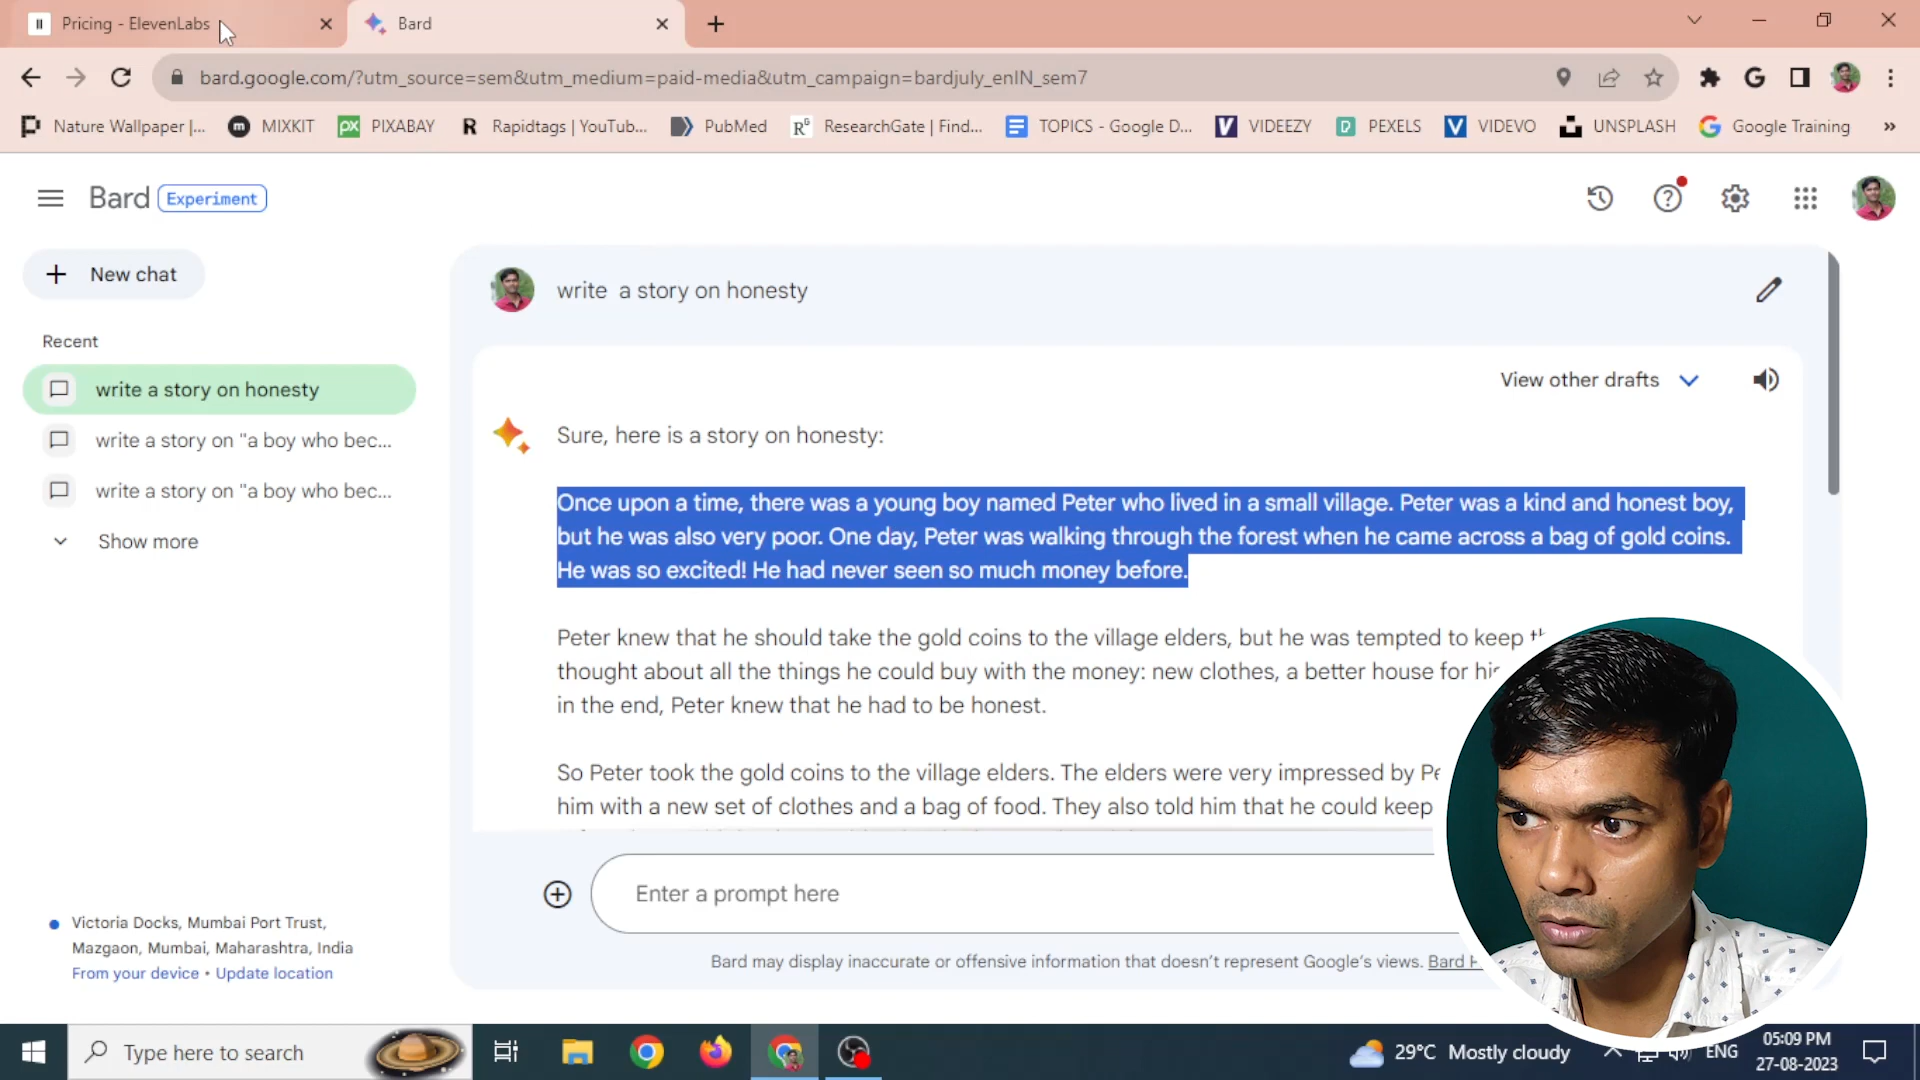 Pricing - ElevenLabs
Bard
bard.google.com/?utm_source=sem&utm_medium=paid-media&utm_campaign=bardjuly_enIN_sem7
Nature Wallpaper |... MIXKIT PIXABAY Rapidtags | YouTub... PubMed ResearchGate | Find... TOPICS - Google D... VIDEEZY PEXELS VIDEVO UNSPLASH Google Training »
Bard Experiment
New chat
Recent
write a story on honesty
write a story on "a boy who bec...
write a story on "a boy who bec...
Show more
write a story on honesty
View other drafts
Sure, here is a story on honesty:
Once upon a time, there was a young boy named Peter who lived in a small village. Peter was a kind and honest boy,
but he was also very poor. One day, Peter was walking through the forest when he came across a bag of gold coins.
He was so excited! He had never seen so much money before.
Peter knew that he should take the gold coins to the village elders, but he was tempted to keep
thought about all the things he could buy with the money: new clothes, a better house for
in the end, Peter knew that he had to be honest.
So Peter took the gold coins to the village elders. The elders were very impressed by
him with a new set of clothes and a bag of food. They also told him that he could keep
Enter a prompt here
Bard may display inaccurate or offensive information that doesn't represent Google's views. Bard
Victoria Docks, Mumbai Port Trust,
Mazgaon, Mumbai, Maharashtra, India
From your device • Update location
Type here to search
29°C Mostly cloudy
ENG
05:09 PM
27-08-2023